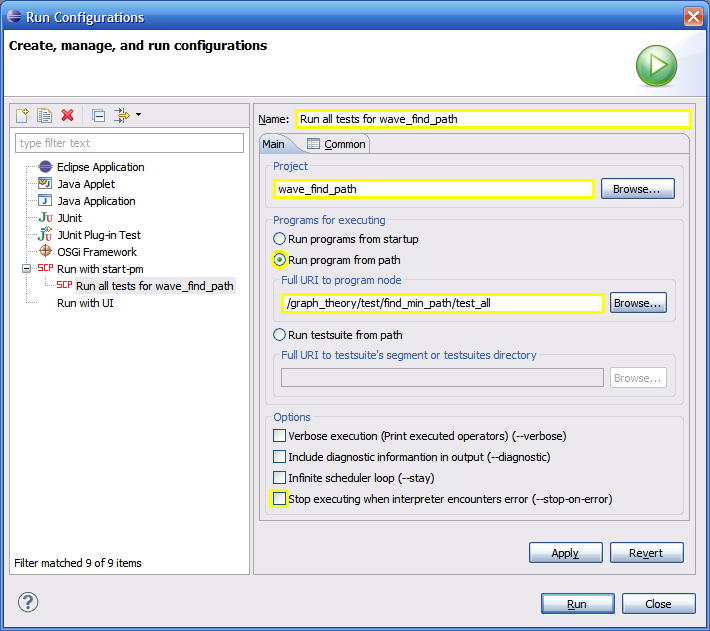 Run Configurations
Create, manage, and run configurations
type filter text
Eclipse Application
Java Applet
Java Application
JUnit
JUnit Plug-in Test
OSGi Framework
Run with start-pm
Run all tests for wave_find_path
Run with UI
Filter matched 9 of 9 items
Name: Run all tests for wave_find_path
Main Common
Project
wave_find_path Browse...
Programs for executing
Run programs from startup
Run program from path
Full URI to program node
/graph_theory/test/find_min_path/test_all Browse...
Run testsuite from path
Full URI to testsuite's segment or testsuites directory
Browse...
Options
Verbose execution (Print executed operators) (--verbose)
Include diagnostic informantion in output (--diagnostic)
Infinite scheduler loop (--stay)
Stop executing when interpreter encounters error (--stop-on-error)
Apply Revert
Run Close